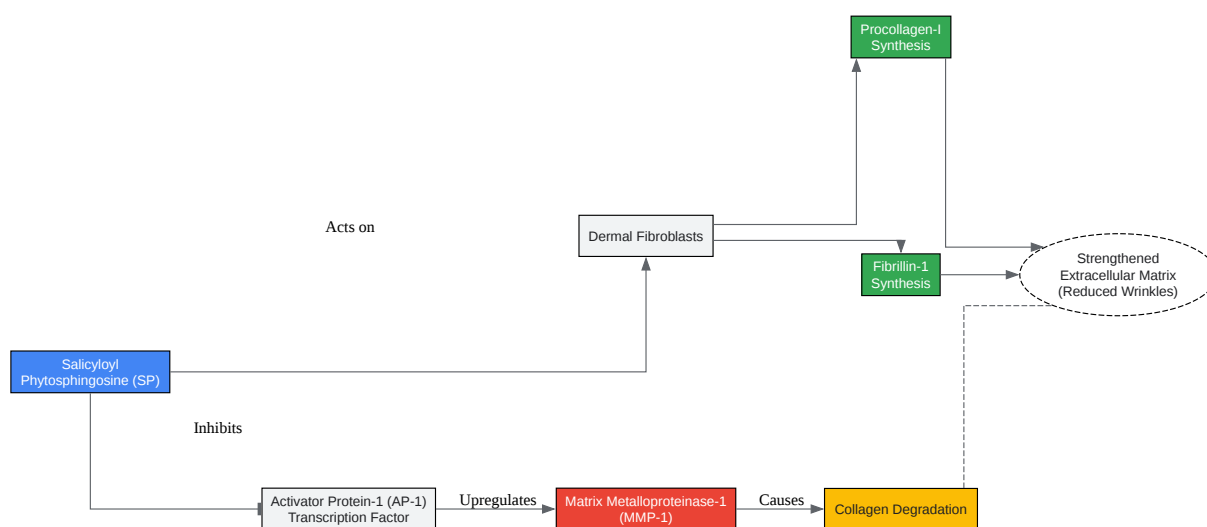 Procollagen-I
Synthesis
Acts on
Dermal Fibroblasts
Fibrillin-1
Synthesis
Strengthened
Extracellular Matrix
(Reduced Wrinkles)
Salicyloyl
Phytosphingosine (SP)
Inhibits
Activator Protein-1 (AP-1)
Transcription Factor
Upregulates
Matrix Metalloproteinase-1
(MMP-1)
Causes
Collagen Degradation